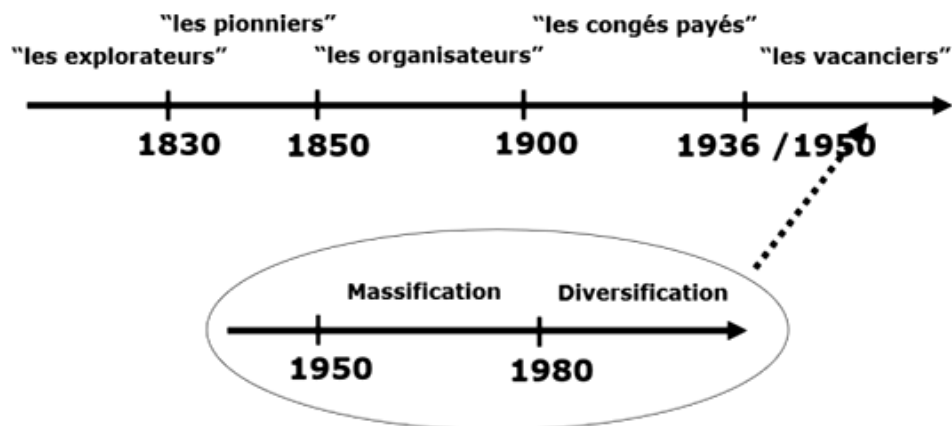 “les pionniers”
“les congés payés”
“les explorateurs”
“les organisateurs”
“les vacanciers”
1830
1850
1900
1936 / 1950
Massification
Diversification
1950
1980